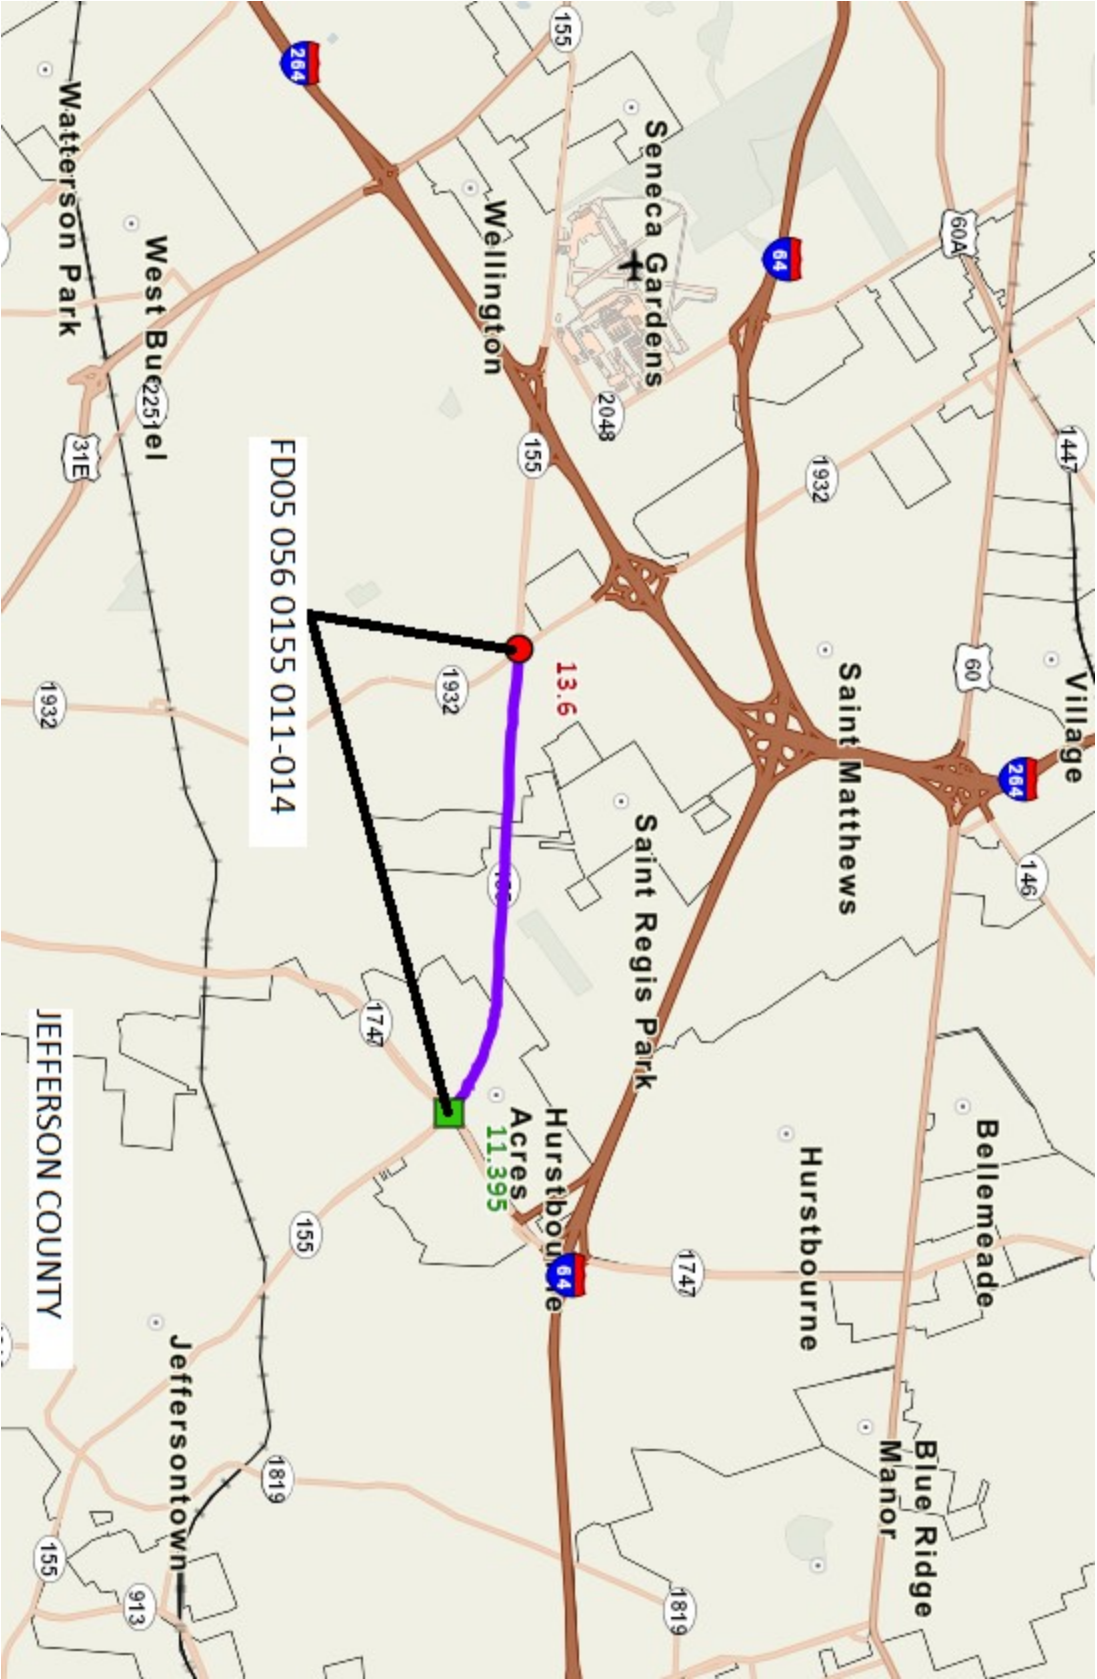 1447
Village
146
264
60A
60
Bellemeade
Blue Ridge
Manor
Saint Matthews
1932
Hurstbourne
64
1747
1819
Seneca Gardens
Saint Regis Park
2048
155
13.6
64
Hurstbourne
Acres
155
Wellington
11.395
1932
1747
264
155
FD05 056 0155 011-014
1819
Jeffersontown
West
2251
913
31E
Watterson Park
1932
155
JEFFERSON COUNTY